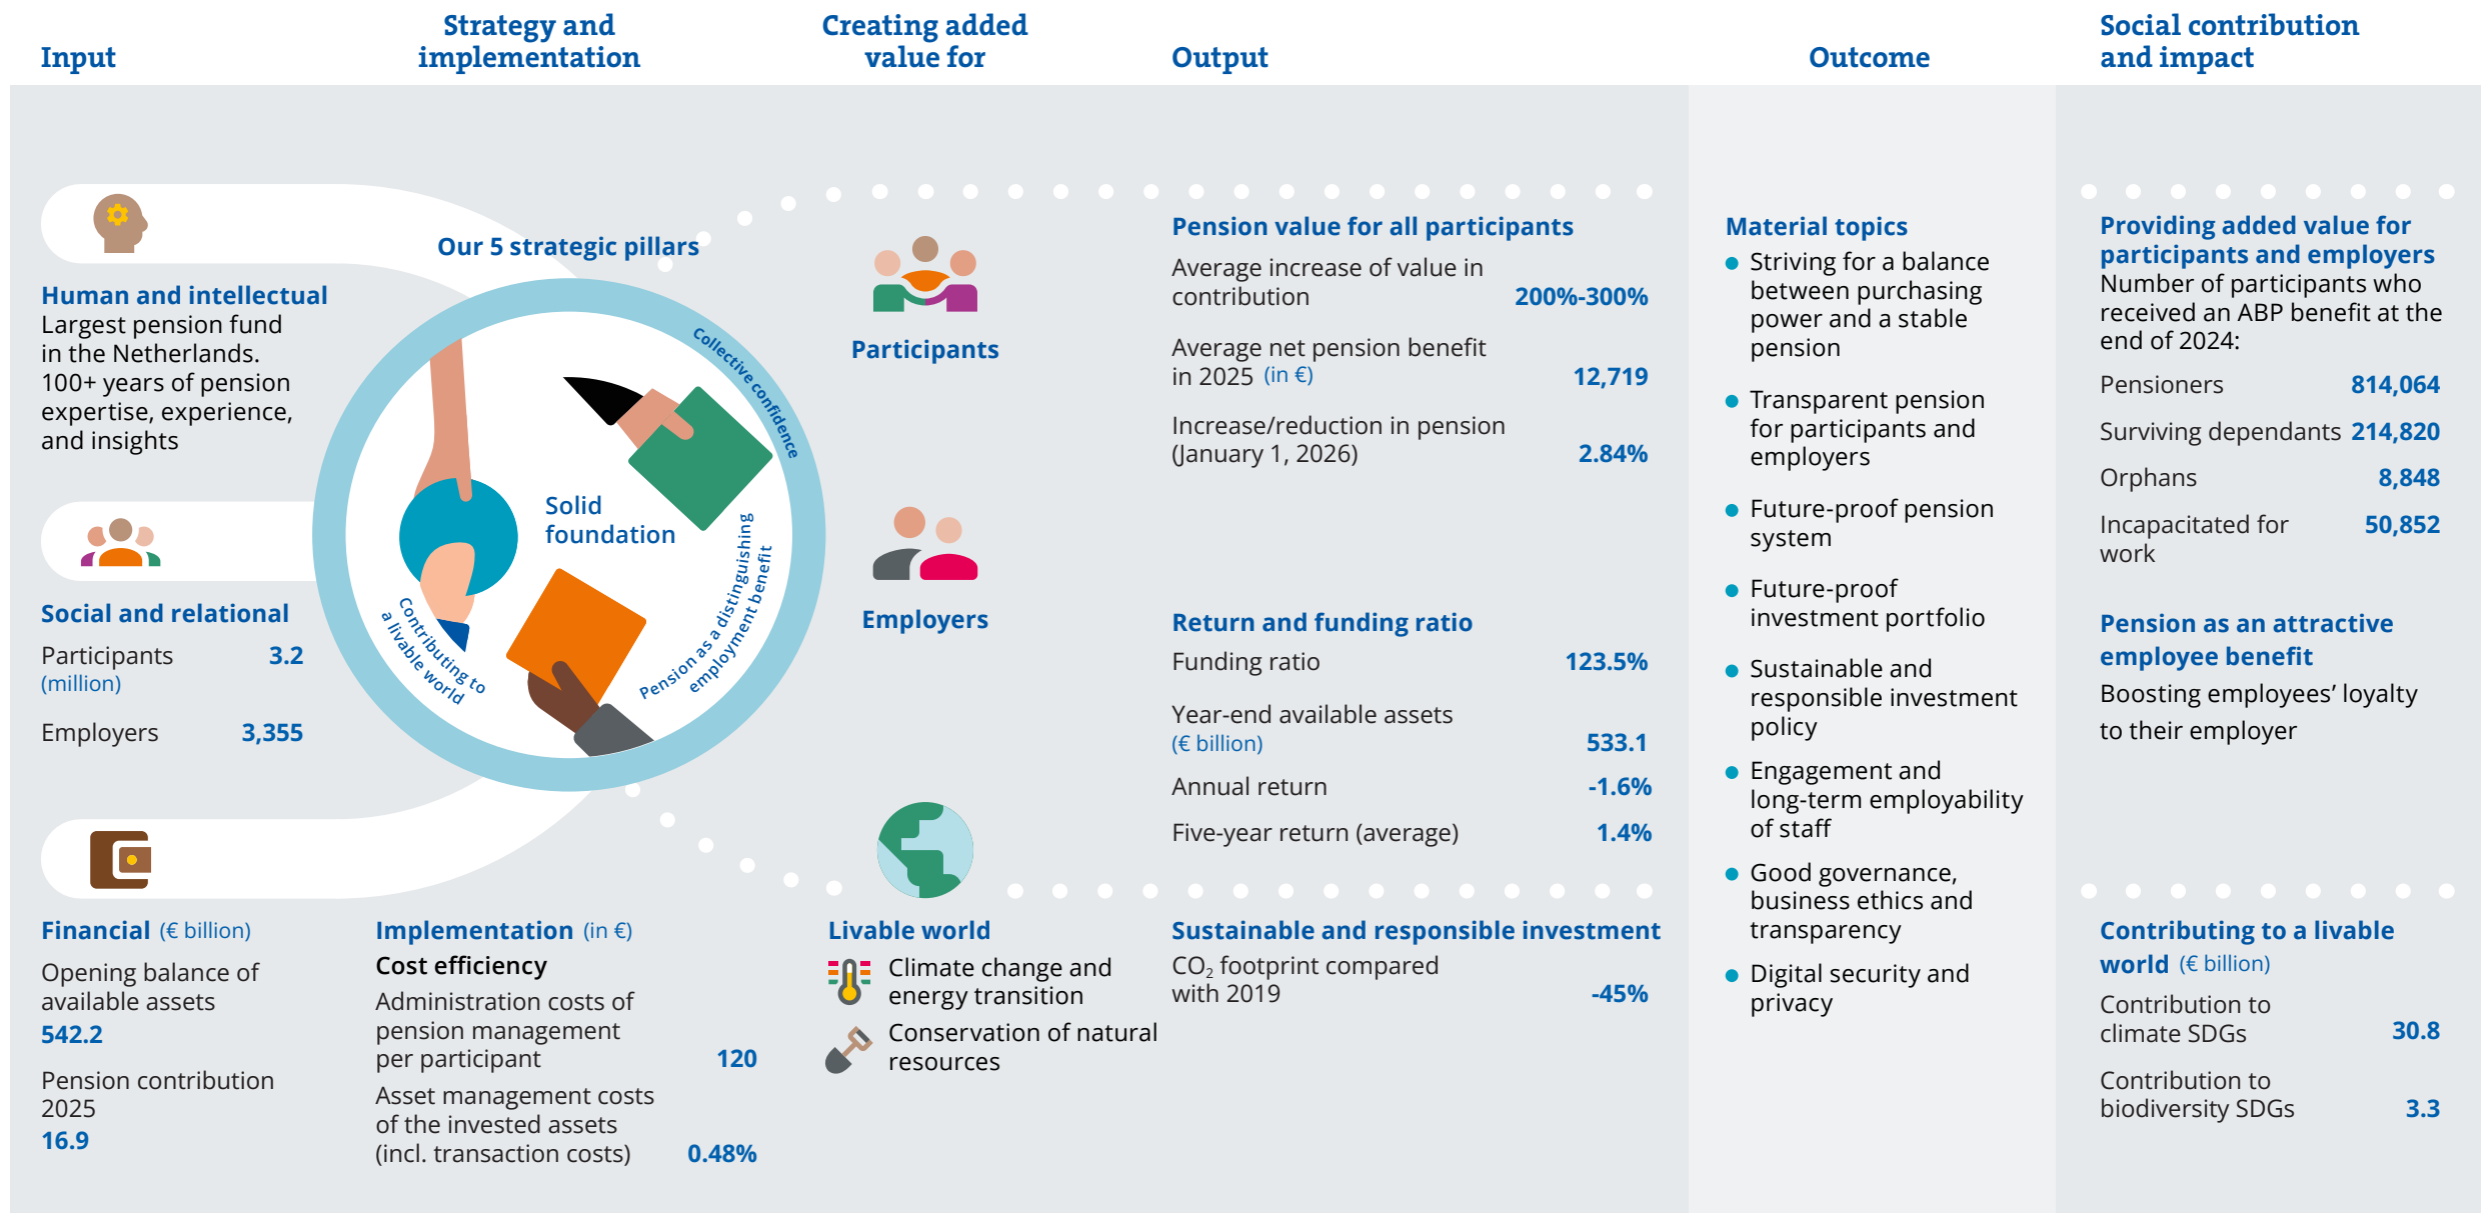 Input
Strategy and
implementation
Creating added
value for
Output
Outcome
Social contribution
and impact
Human and intellectual
Largest pension fund
in the Netherlands.
100+ years of pension
expertise, experience,
and insights
Social and relational
Participants 3.2
(million)
Employers 3,355
Financial (€ billion)
Opening balance of
available assets
542.2
Pension contribution
2025
16.9
Our 5 strategic pillars
Collective confidence
Solid
foundation
Pension as a distinguishing
employment benefit
Contributing to
a livable world
Implementation (in €)
Cost efficiency
Administration costs of
pension management
per participant 120
Asset management costs
of the invested assets
(incl. transaction costs) 0.48%
Participants
Employers
Livable world
Climate change and
energy transition
Conservation of natural
resources
Pension value for all participants
Average increase of value in
contribution 200%-300%
Average net pension benefit
in 2025 (in €) 12,719
Increase/reduction in pension
(January 1, 2026) 2.84%
Return and funding ratio
Funding ratio 123.5%
Year-end available assets
(€ billion) 533.1
Annual return -1.6%
Five-year return (average) 1.4%
Sustainable and responsible investment
CO₂ footprint compared
with 2019 -45%
Material topics
Striving for a balance
between purchasing
power and a stable
pension
Transparent pension
for participants and
employers
Future-proof pension
system
Future-proof
investment portfolio
Sustainable and
responsible investment
policy
Engagement and
long-term employability
of staff
Good governance,
business ethics and
transparency
Digital security and
privacy
Providing added value for
participants and employers
Number of participants who
received an ABP benefit at the
end of 2024:
Pensioners 814,064
Surviving dependants 214,820
Orphans 8,848
Incapacitated for 50,852
work
Pension as an attractive
employee benefit
Boosting employees’ loyalty
to their employer
Contributing to a livable
world (€ billion)
Contribution to
climate SDGs 30.8
Contribution to
biodiversity SDGs 3.3